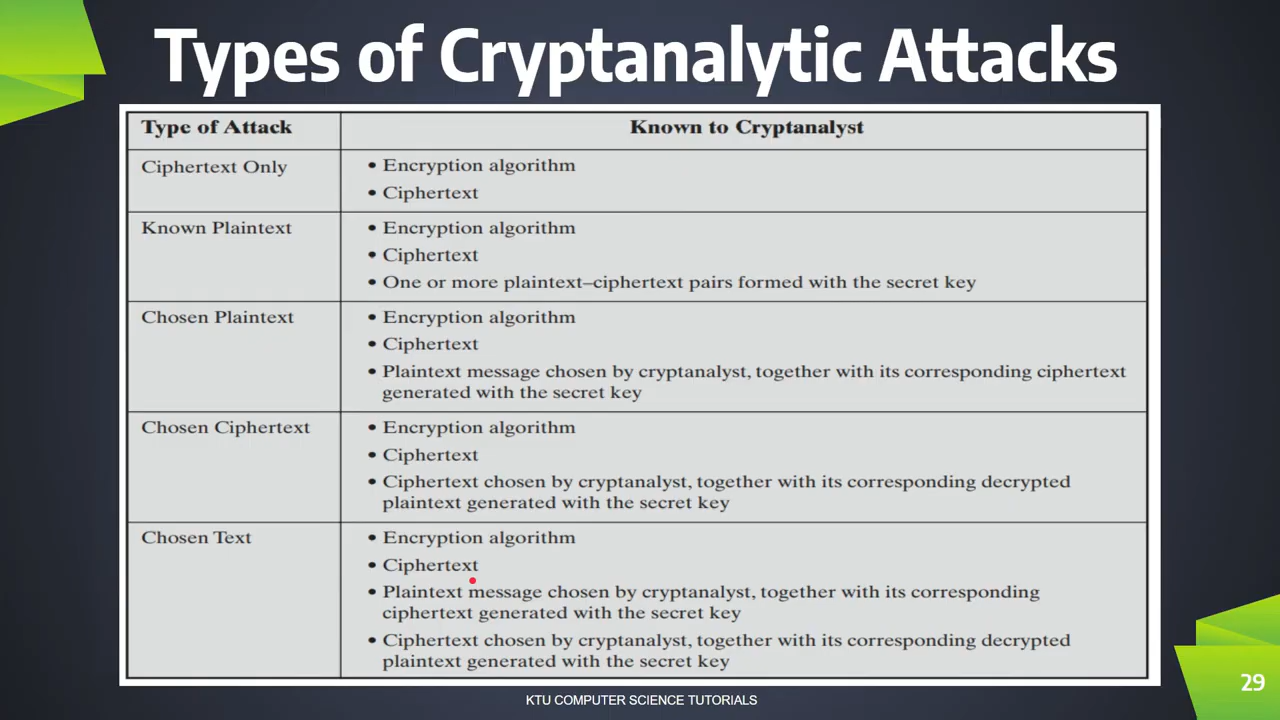 Types of Cryptanalytic Attacks
Type of Attack
Known to Cryptanalyst
Ciphertext Only
• Encryption algorithm
• Ciphertext
Known Plaintext
• Encryption algorithm
• Ciphertext
• One or more plaintext–ciphertext pairs formed with the secret key
Chosen Plaintext
• Encryption algorithm
• Ciphertext
• Plaintext message chosen by cryptanalyst, together with its corresponding ciphertext
generated with the secret key
Chosen Ciphertext
• Encryption algorithm
• Ciphertext
• Ciphertext chosen by cryptanalyst, together with its corresponding decrypted
plaintext generated with the secret key
Chosen Text
• Encryption algorithm
• Ciphertext
• Plaintext message chosen by cryptanalyst, together with its corresponding
ciphertext generated with the secret key
• Ciphertext chosen by cryptanalyst, together with its corresponding decrypted
plaintext generated with the secret key
KTU COMPUTER SCIENCE TUTORIALS
29